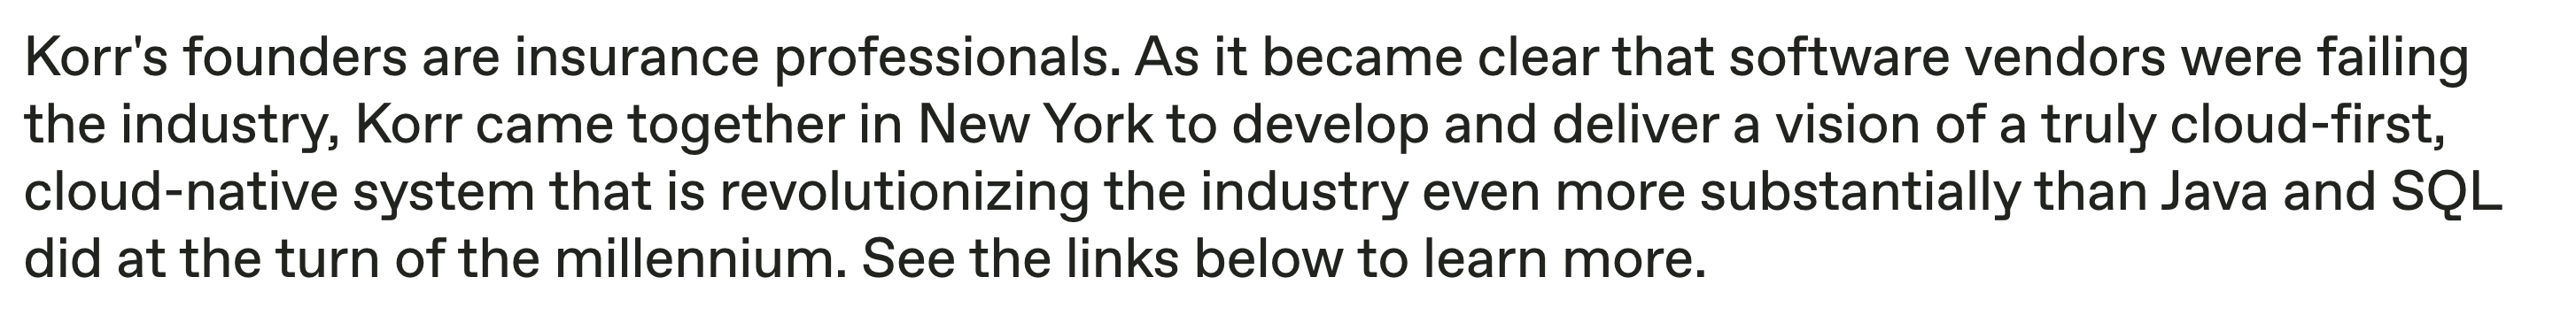 Korr's founders are insurance professionals. As it became clear that software vendors were failing
the industry, Korr came together in New York to develop and deliver a vision of a truly cloud-first,
cloud-native system that is revolutionizing the industry even more substantially than Java and SQL
did at the turn of the millennium. See the links below to learn more.